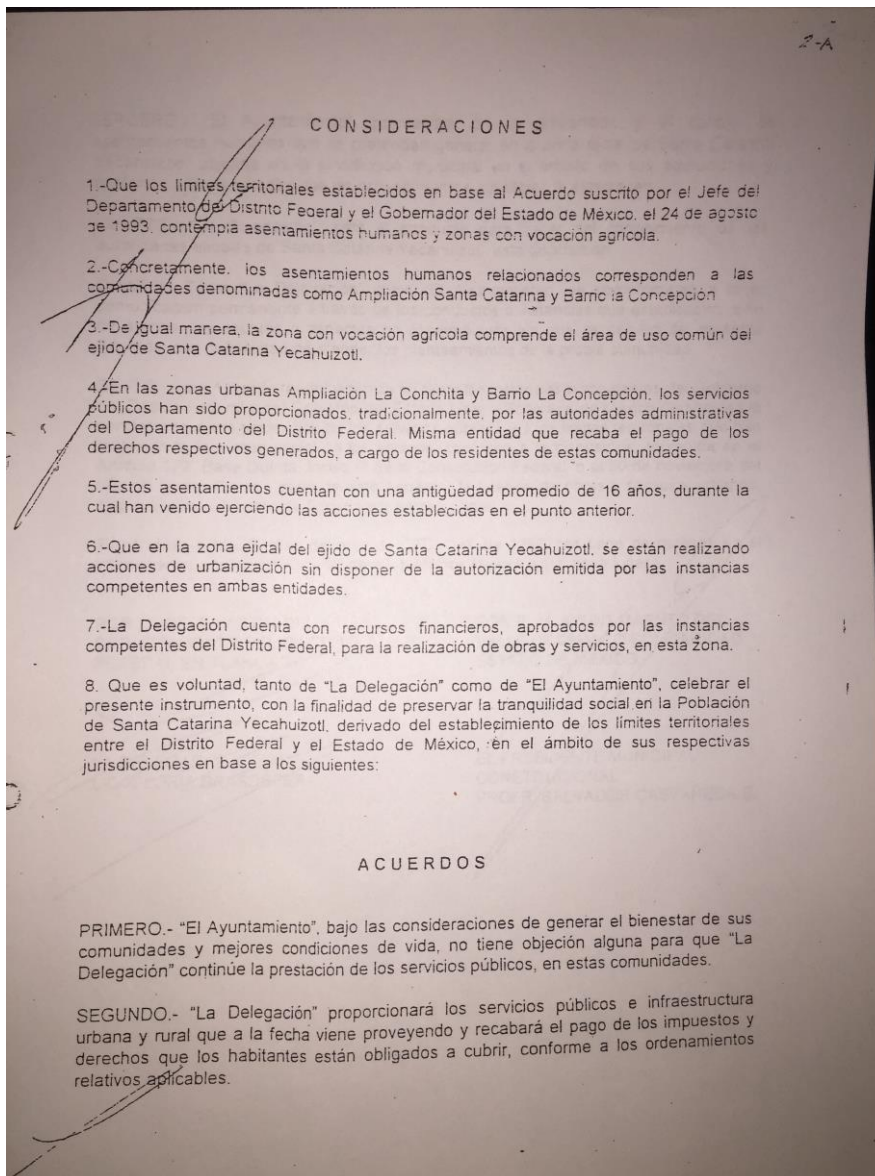 2-A
CONSIDERACIONES
1.-Que los límites territoriales establecidos en base al Acuerdo suscrito por el Jefe del
Departamento del Distrito Federal y el Gobernador del Estado de México, el 24 de agosto
de 1993, contempla asentamientos humanos y zonas con vocación agrícola.
2.-Concretamente, los asentamientos humanos relacionados corresponden a las
comunidades denominadas como Ampliación Santa Catarina y Barrio la Concepción
3.-De igual manera, la zona con vocación agrícola comprende el área de uso común del
ejido de Santa Catarina Yecahuizotl.
4.-En las zonas urbanas Ampliación La Conchita y Barrio La Concepción, los servicios
públicos han sido proporcionados, tradicionalmente, por las autoridades administrativas
del Departamento del Distrito Federal. Misma entidad que recaba el pago de los
derechos respectivos generados, a cargo de los residentes de estas comunidades.
5.-Estos asentamientos cuentan con una antigüedad promedio de 16 años, durante la
cual han venido ejerciendo las acciones establecidas en el punto anterior.
6.-Que en la zona ejidal del ejido de Santa Catarina Yecahuizotl, se están realizando
acciones de urbanización sin disponer de la autorización emitida por las instancias
competentes en ambas entidades.
7.-La Delegación cuenta con recursos financieros, aprobados por las instancias
competentes del Distrito Federal, para la realización de obras y servicios, en esta zona.
8. Que es voluntad, tanto de "La Delegación" como de "El Ayuntamiento", celebrar el
presente instrumento, con la finalidad de preservar la tranquilidad social en la Población
de Santa Catarina Yecahuizotl, derivado del establecimiento de los límites territoriales
entre el Distrito Federal y el Estado de México, en el ámbito de sus respectivas
jurisdicciones en base a los siguientes:
ACUERDOS
PRIMERO.- "El Ayuntamiento", bajo las consideraciones de generar el bienestar de sus
comunidades y mejores condiciones de vida, no tiene objeción alguna para que "La
Delegación" continúe la prestación de los servicios públicos, en estas comunidades.
SEGUNDO.- "La Delegación" proporcionará los servicios públicos e infraestructura
urbana y rural que a la fecha viene proveyendo y recabará el pago de los impuestos y
derechos que los habitantes están obligados a cubrir, conforme a los ordenamientos
relativos aplicables.